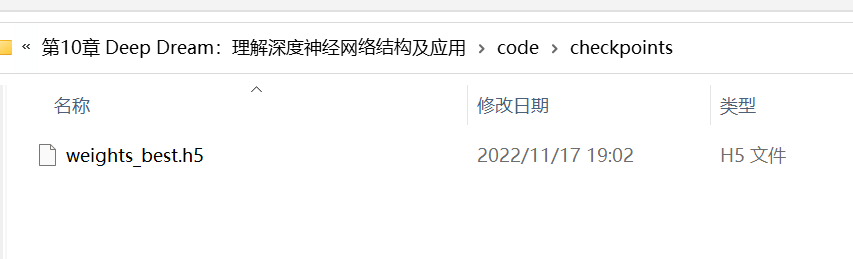 « 第10章 Deep Dream：理解深度神经网络结构及应用 › code › checkpoints
名称 修改日期 类型
weights_best.h5 2022/11/17 19:02 H5 文件